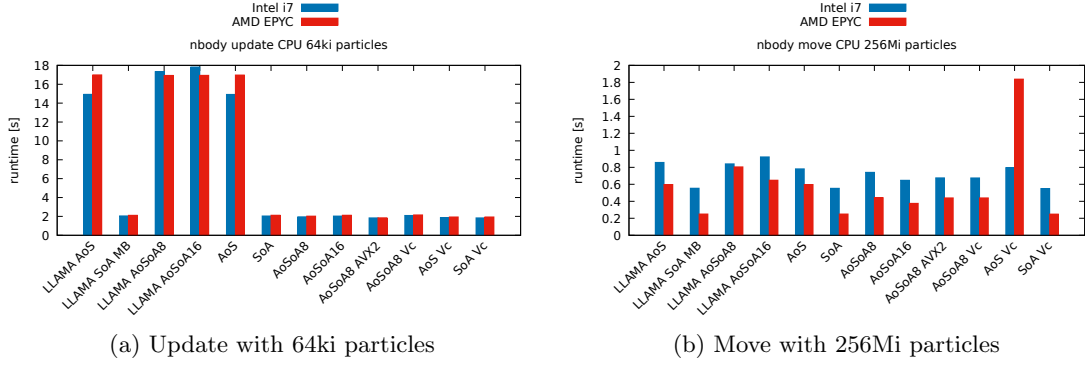 Intel i7
AMD EPYC
nbody update CPU 64ki particles
18
16
14
12
10
8
6
4
2
0
runtime [s]
LLAMA AoS
LLAMA SoA MB
LLAMA AoSoA8
LLAMA AoSoA16
AoS
SoA
AoSoA8
AoSoA16
AoSoA8 AVX2
AoSoA8 Vc
AoS Vc
SoA Vc
(a) Update with 64ki particles
Intel i7
AMD EPYC
nbody move CPU 256Mi particles
2
1.8
1.6
1.4
1.2
1
0.8
0.6
0.4
0.2
0
runtime [s]
LLAMA AoS
LLAMA SoA MB
LLAMA AoSoA8
LLAMA AoSoA16
AoS
SoA
AoSoA8
AoSoA16
AoSoA8 AVX2
AoSoA8 Vc
AoS Vc
SoA Vc
(b) Move with 256Mi particles